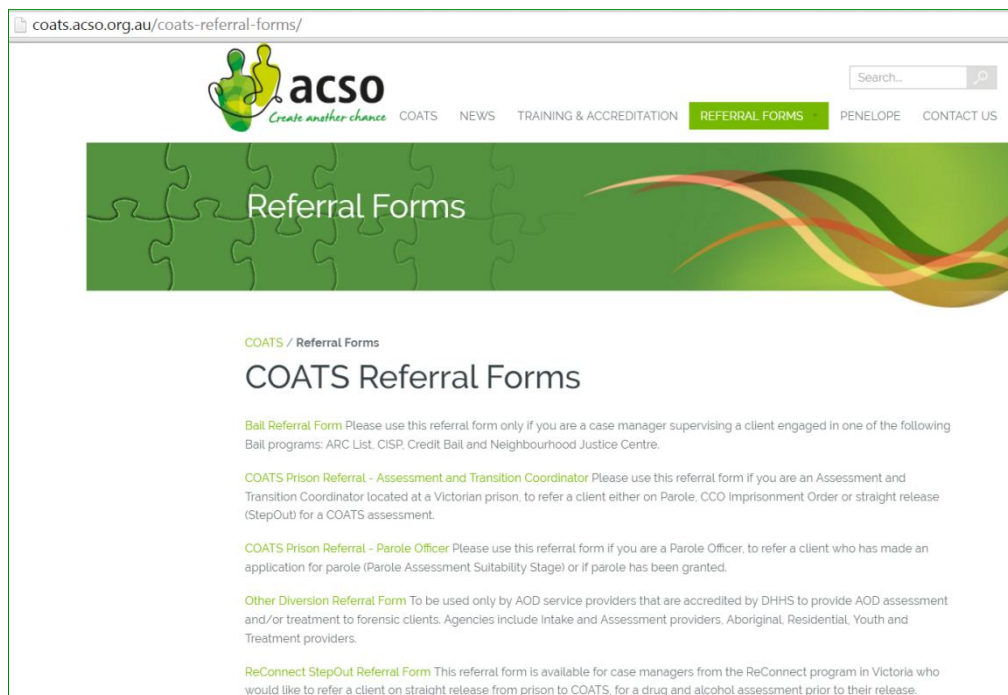 coats.acso.org.au/coats-referral-forms/
acso
Create another chance
Search...
COATS NEWS TRAINING & ACCREDITATION REFERRAL FORMS PENELOPE CONTACT US
Referral Forms
COATS / Referral Forms
COATS Referral Forms
Bail Referral Form Please use this referral form only if you are a case manager supervising a client engaged in one of the following
Bail programs: ARC List, CISP, Credit Bail and Neighbourhood Justice Centre.
COATS Prison Referral - Assessment and Transition Coordinator Please use this referral form if you are an Assessment and
Transition Coordinator located at a Victorian prison, to refer a client either on Parole, CCO Imprisonment Order or straight release
(StepOut) for a COATS assessment.
COATS Prison Referral - Parole Officer Please use this referral form if you are a Parole Officer, to refer a client who has made an
application for parole (Parole Assessment Suitability Stage) or if parole has been granted.
Other Diversion Referral Form To be used only by AOD service providers that are accredited by DHHS to provide AOD assessment
and/or treatment to forensic clients. Agencies include Intake and Assessment providers, Aboriginal, Residential, Youth and
Treatment providers.
ReConnect StepOut Referral Form This referral form is available for case managers from the ReConnect program in Victoria who
would like to refer a client on straight release from prison to COATS, for a drug and alcohol assessment prior to their release.